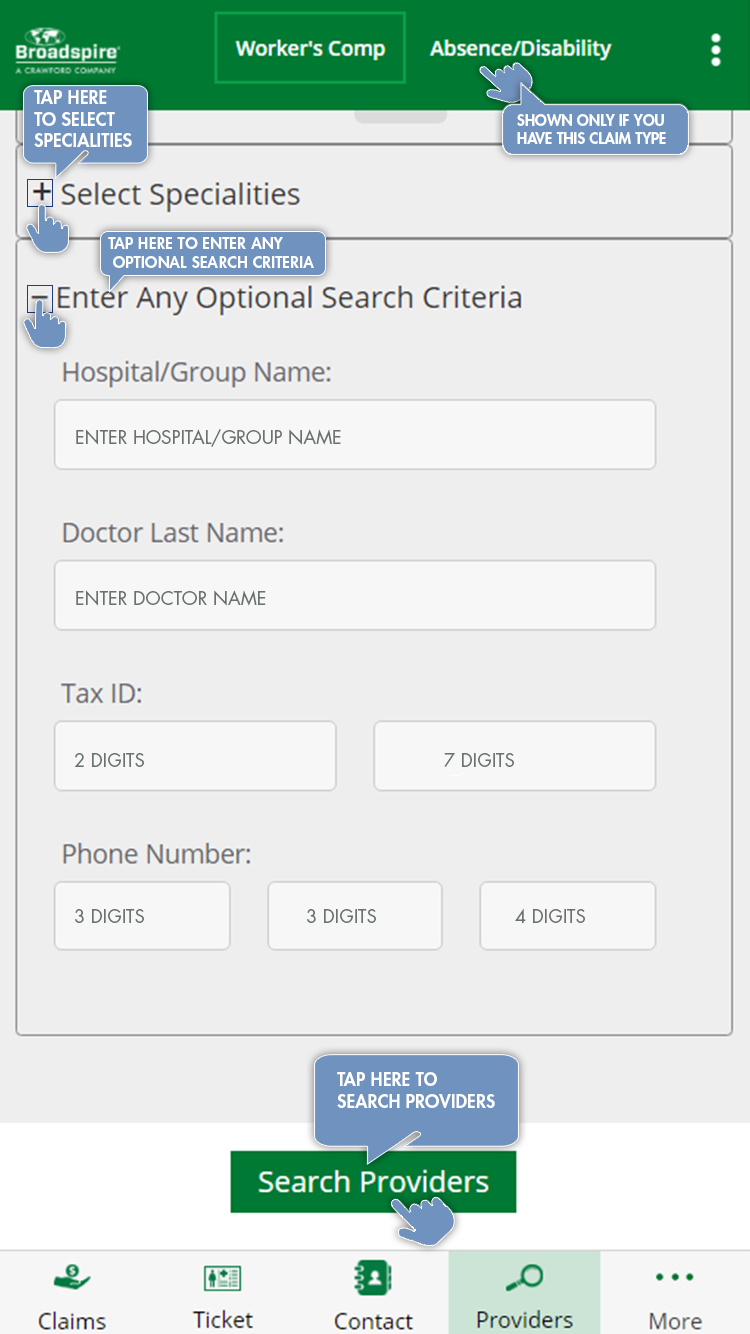 Broadspire®
A CRAWFORD COMPANY
Worker's Comp
Absence/Disability
TAP HERE
TO SELECT
SPECIALITIES
SHOWN ONLY IF YOU
HAVE THIS CLAIM TYPE
Select Specialities
TAP HERE TO ENTER ANY
OPTIONAL SEARCH CRITERIA
Enter Any Optional Search Criteria
Hospital/Group Name:
ENTER HOSPITAL/GROUP NAME
Doctor Last Name:
ENTER DOCTOR NAME
Tax ID:
2 DIGITS
7 DIGITS
Phone Number:
3 DIGITS
3 DIGITS
4 DIGITS
TAP HERE TO
SEARCH PROVIDERS
Search Providers
Claims
Ticket
Contact
Providers
More